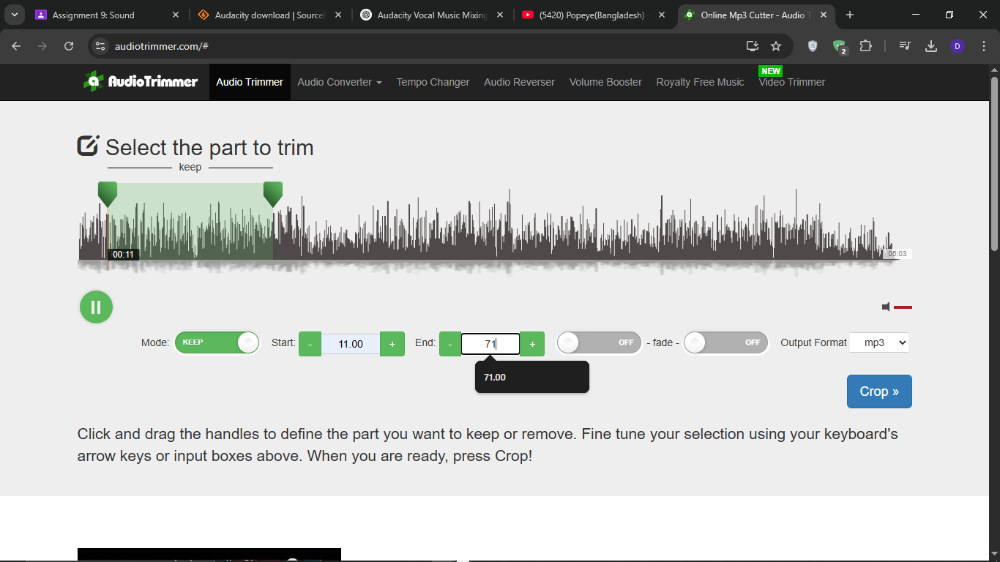 Assignment 9: Sound
Audacity download | Source
Audacity Vocal Music Mixing
(5420) Popeye(Bangladesh) -
Online Mp3 Cutter - Audio T
audiotrimmer.com/#
2
D
AudioTrimmer
Audio Trimmer
Audio Converter
Tempo Changer
Audio Reverser
Volume Booster
Royalty Free Music
NEW
Video Trimmer
Select the part to trim
keep
00:11
05:03
Mode: KEEP Start: - 11.00 + End: - 71 + OFF - fade - OFF Output Format mp3
71.00
Crop »
Click and drag the handles to define the part you want to keep or remove. Fine tune your selection using your keyboard's
arrow keys or input boxes above. When you are ready, press Crop!